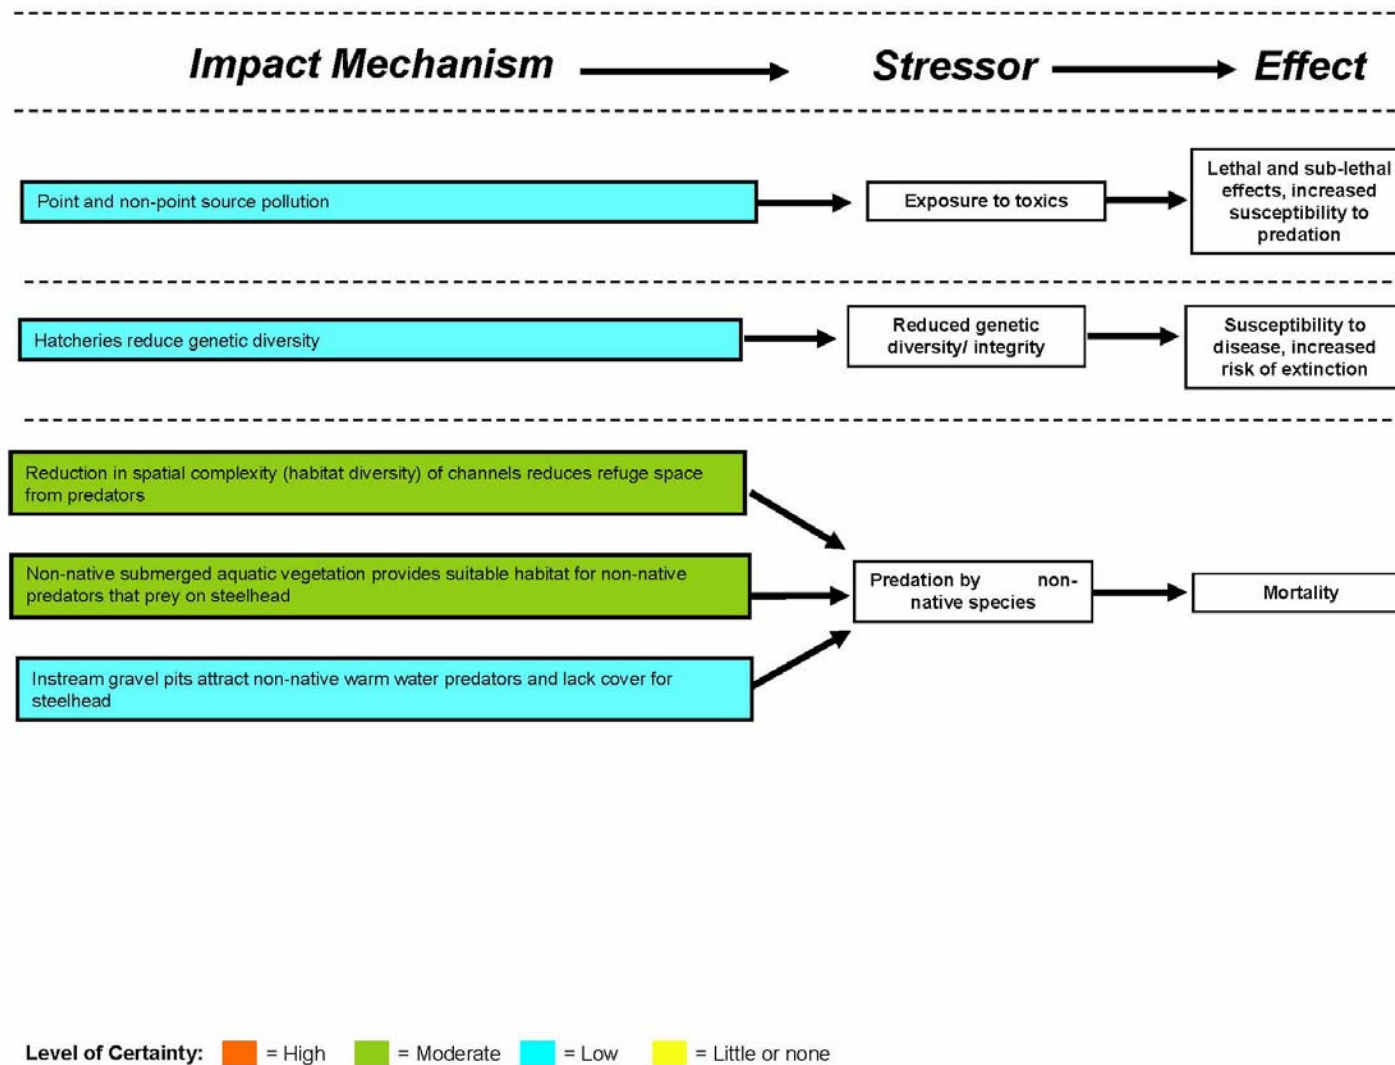 Impact Mechanism Stressor Effect
Point and non-point source pollution
Exposure to toxics
Lethal and sub-lethal
effects, increased
susceptibility to
predation
Hatcheries reduce genetic diversity
Reduced genetic
diversity/ integrity
Susceptibility to
disease, increased
risk of extinction
Reduction in spatial complexity (habitat diversity) of channels reduces refuge space
from predators
Non-native submerged aquatic vegetation provides suitable habitat for non-native
predators that prey on steelhead
Instream gravel pits attract non-native warm water predators and lack cover for
steelhead
Predation by non-
native species
Mortality
Level of Certainty: = High = Moderate = Low = Little or none